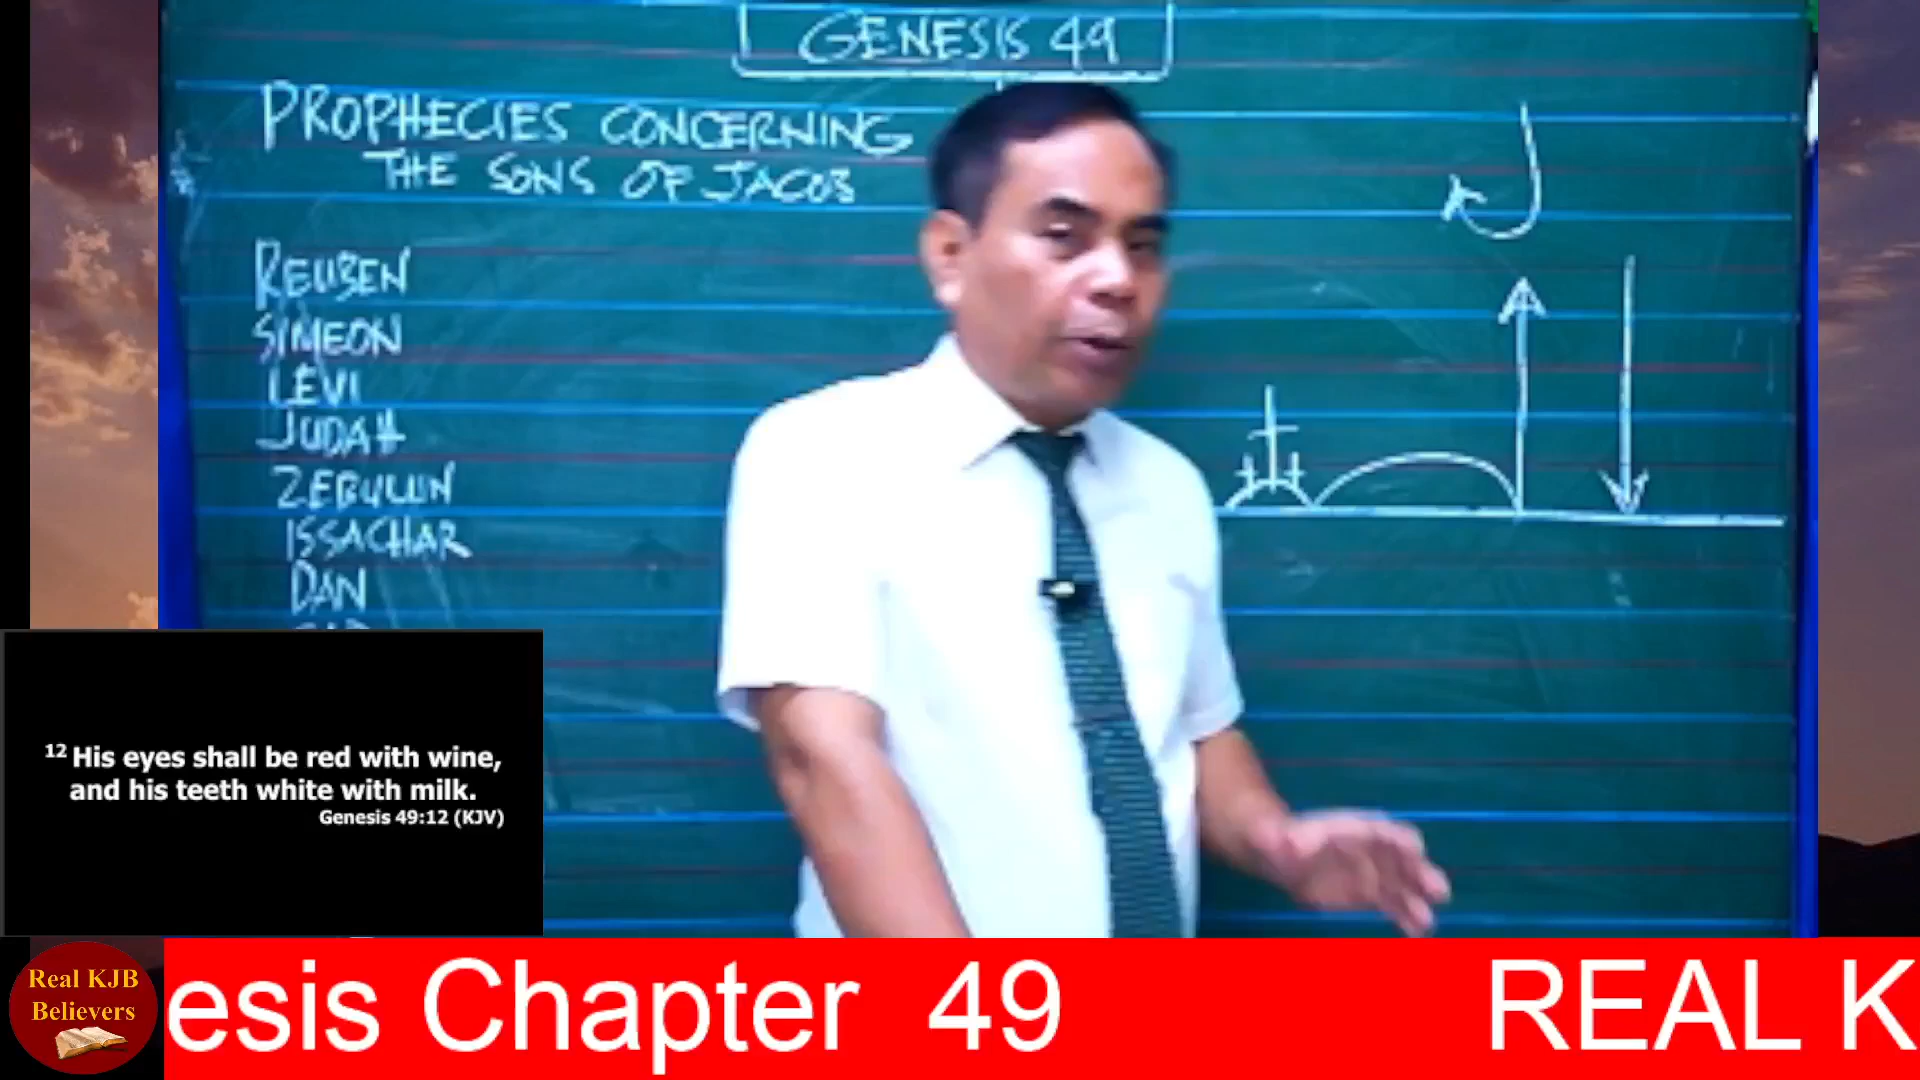 GENESIS 49
PROPHECIES CONCERNING
THE SONS OF JACOB
REUBEN
SIMEON
LEVI
JUDAH
ZEBULUN
ISSACHAR
DAN
12 His eyes shall be red with wine,
and his teeth white with milk.
Genesis 49:12 (KJV)
Real KJB
Believers
esis Chapter 49 REAL K